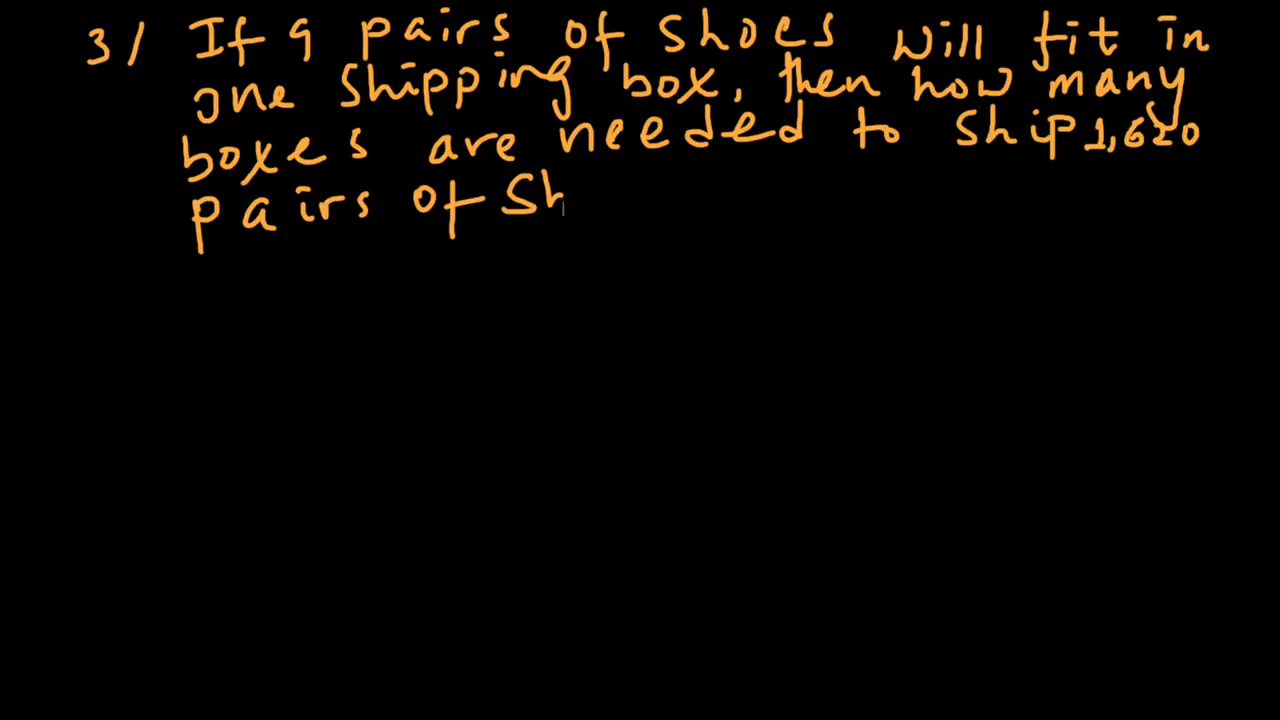 3/ If 9 pairs of shoes will fit in
one shipping box, then how many
boxes are needed to ship 1,620
pairs of sh